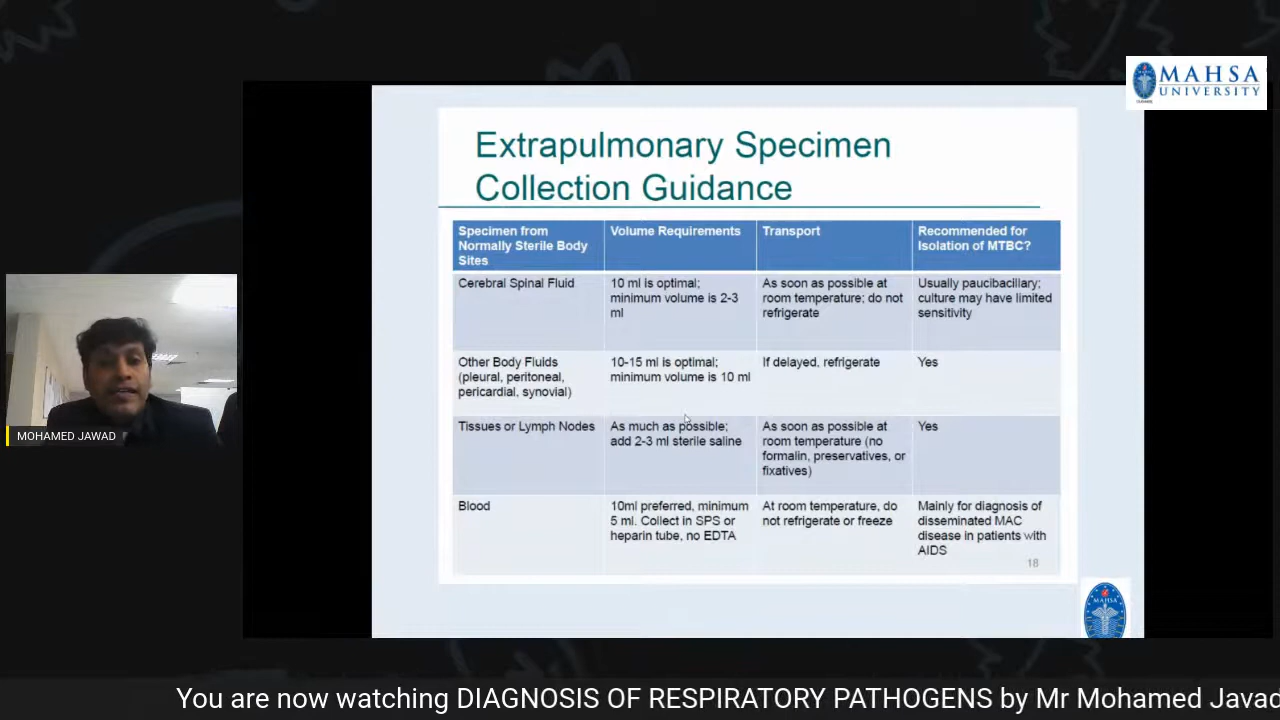 MAHSA
UNIVERSITY
Extrapulmonary Specimen
Collection Guidance
Specimen from
Normally Sterile Body
Sites
Volume Requirements
Transport
Recommended for
Isolation of MTBC?
Cerebral Spinal Fluid
10 ml is optimal;
minimum volume is 2-3
ml
As soon as possible at
room temperature; do not
refrigerate
Usually paucibacillary;
culture may have limited
sensitivity
Other Body Fluids
(pleural, peritoneal,
pericardial, synovial)
10-15 ml is optimal;
minimum volume is 10 ml
If delayed, refrigerate
Yes
Tissues or Lymph Nodes
As much as possible;
add 2-3 ml sterile saline
As soon as possible at
room temperature (no
formalin, preservatives, or
fixatives)
Yes
Blood
10ml preferred, minimum
5 ml. Collect in SPS or
heparin tube, no EDTA
At room temperature, do
not refrigerate or freeze
Mainly for diagnosis of
disseminated MAC
disease in patients with
AIDS
18
MAHSA
MOHAMED JAWAD
You are now watching DIAGNOSIS OF RESPIRATORY PATHOGENS by Mr Mohamed Javad